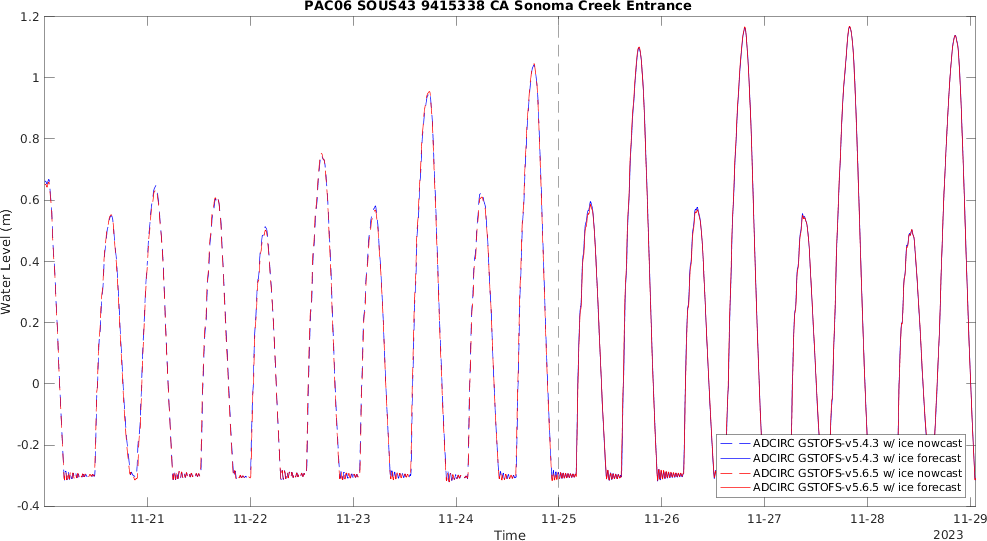 PAC06 SOUS43 9415338 CA Sonoma Creek Entrance
1.2
1
0.8
0.6
0.4
0.2
0
-0.2
-0.4
Water Level (m)
11-21 11-22 11-23 11-24 11-25 11-26 11-27 11-28 11-29
Time
2023
ADCIRC GSTOFS-v5.4.3 w/ ice nowcast
ADCIRC GSTOFS-v5.4.3 w/ ice forecast
ADCIRC GSTOFS-v5.6.5 w/ ice nowcast
ADCIRC GSTOFS-v5.6.5 w/ ice forecast